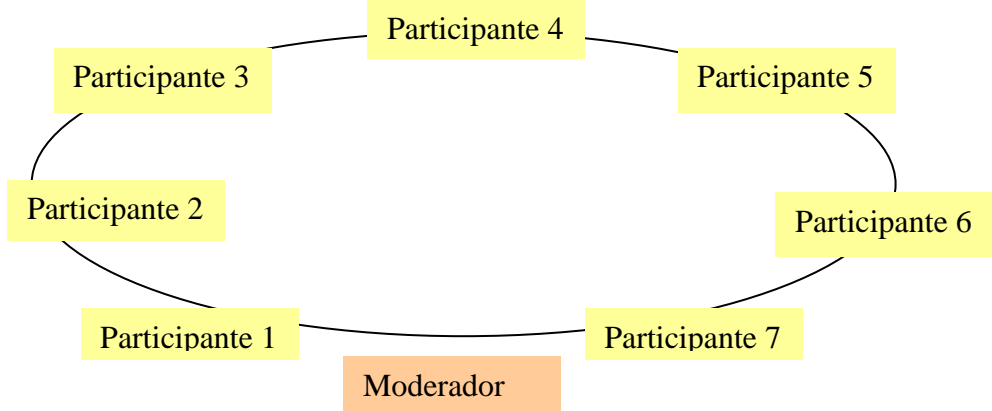 Participante 4
Participante 3
Participante 5
Participante 2
Participante 6
Participante 1
Participante 7
Moderador